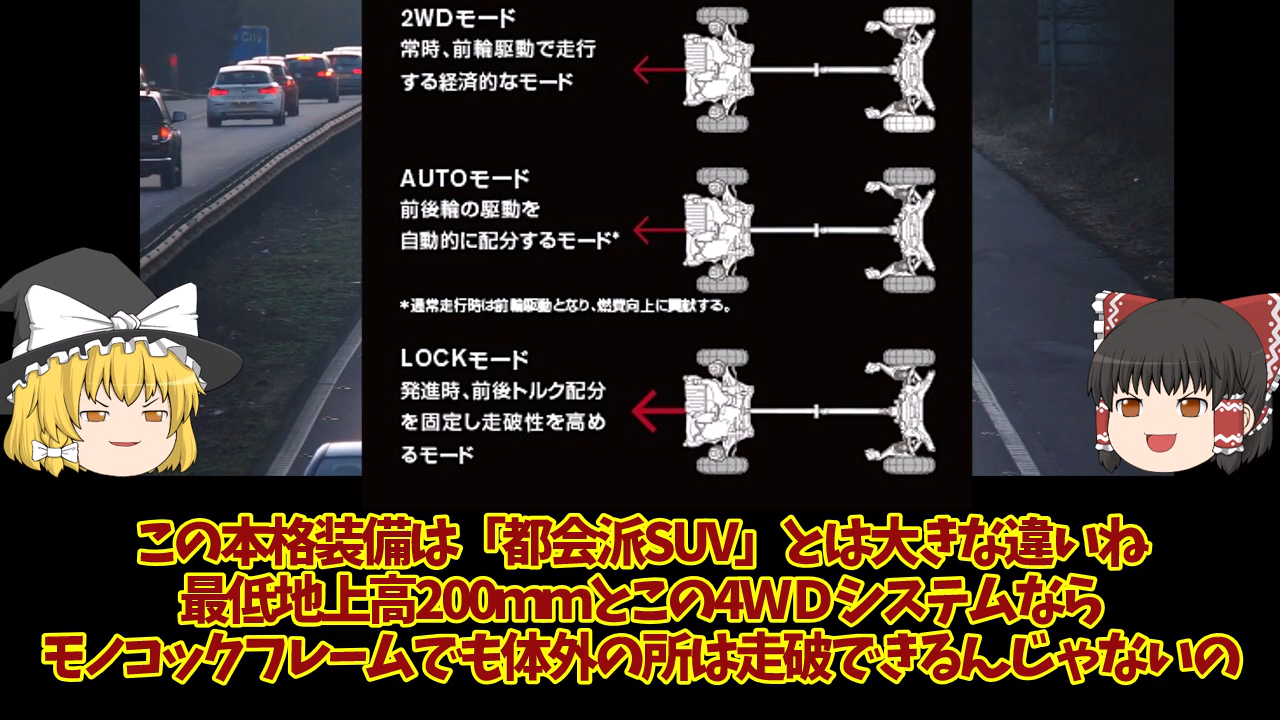 2WDモード
常時、前輪駆動で走行
する経済的なモード
AUTOモード
前後輪の駆動を
自動的に配分するモード*
*通常走行時は前輪駆動となり、燃費向上に貢献する。
LOCKモード
発進時、前後トルク配分
を固定し走破性を高め
るモード
この本格装備は「都会派SUV」とは大きな違いね
最低地上高200mmとこの4WDシステムなら
モノコックフレームでも体外の所は走破できるんじゃないの